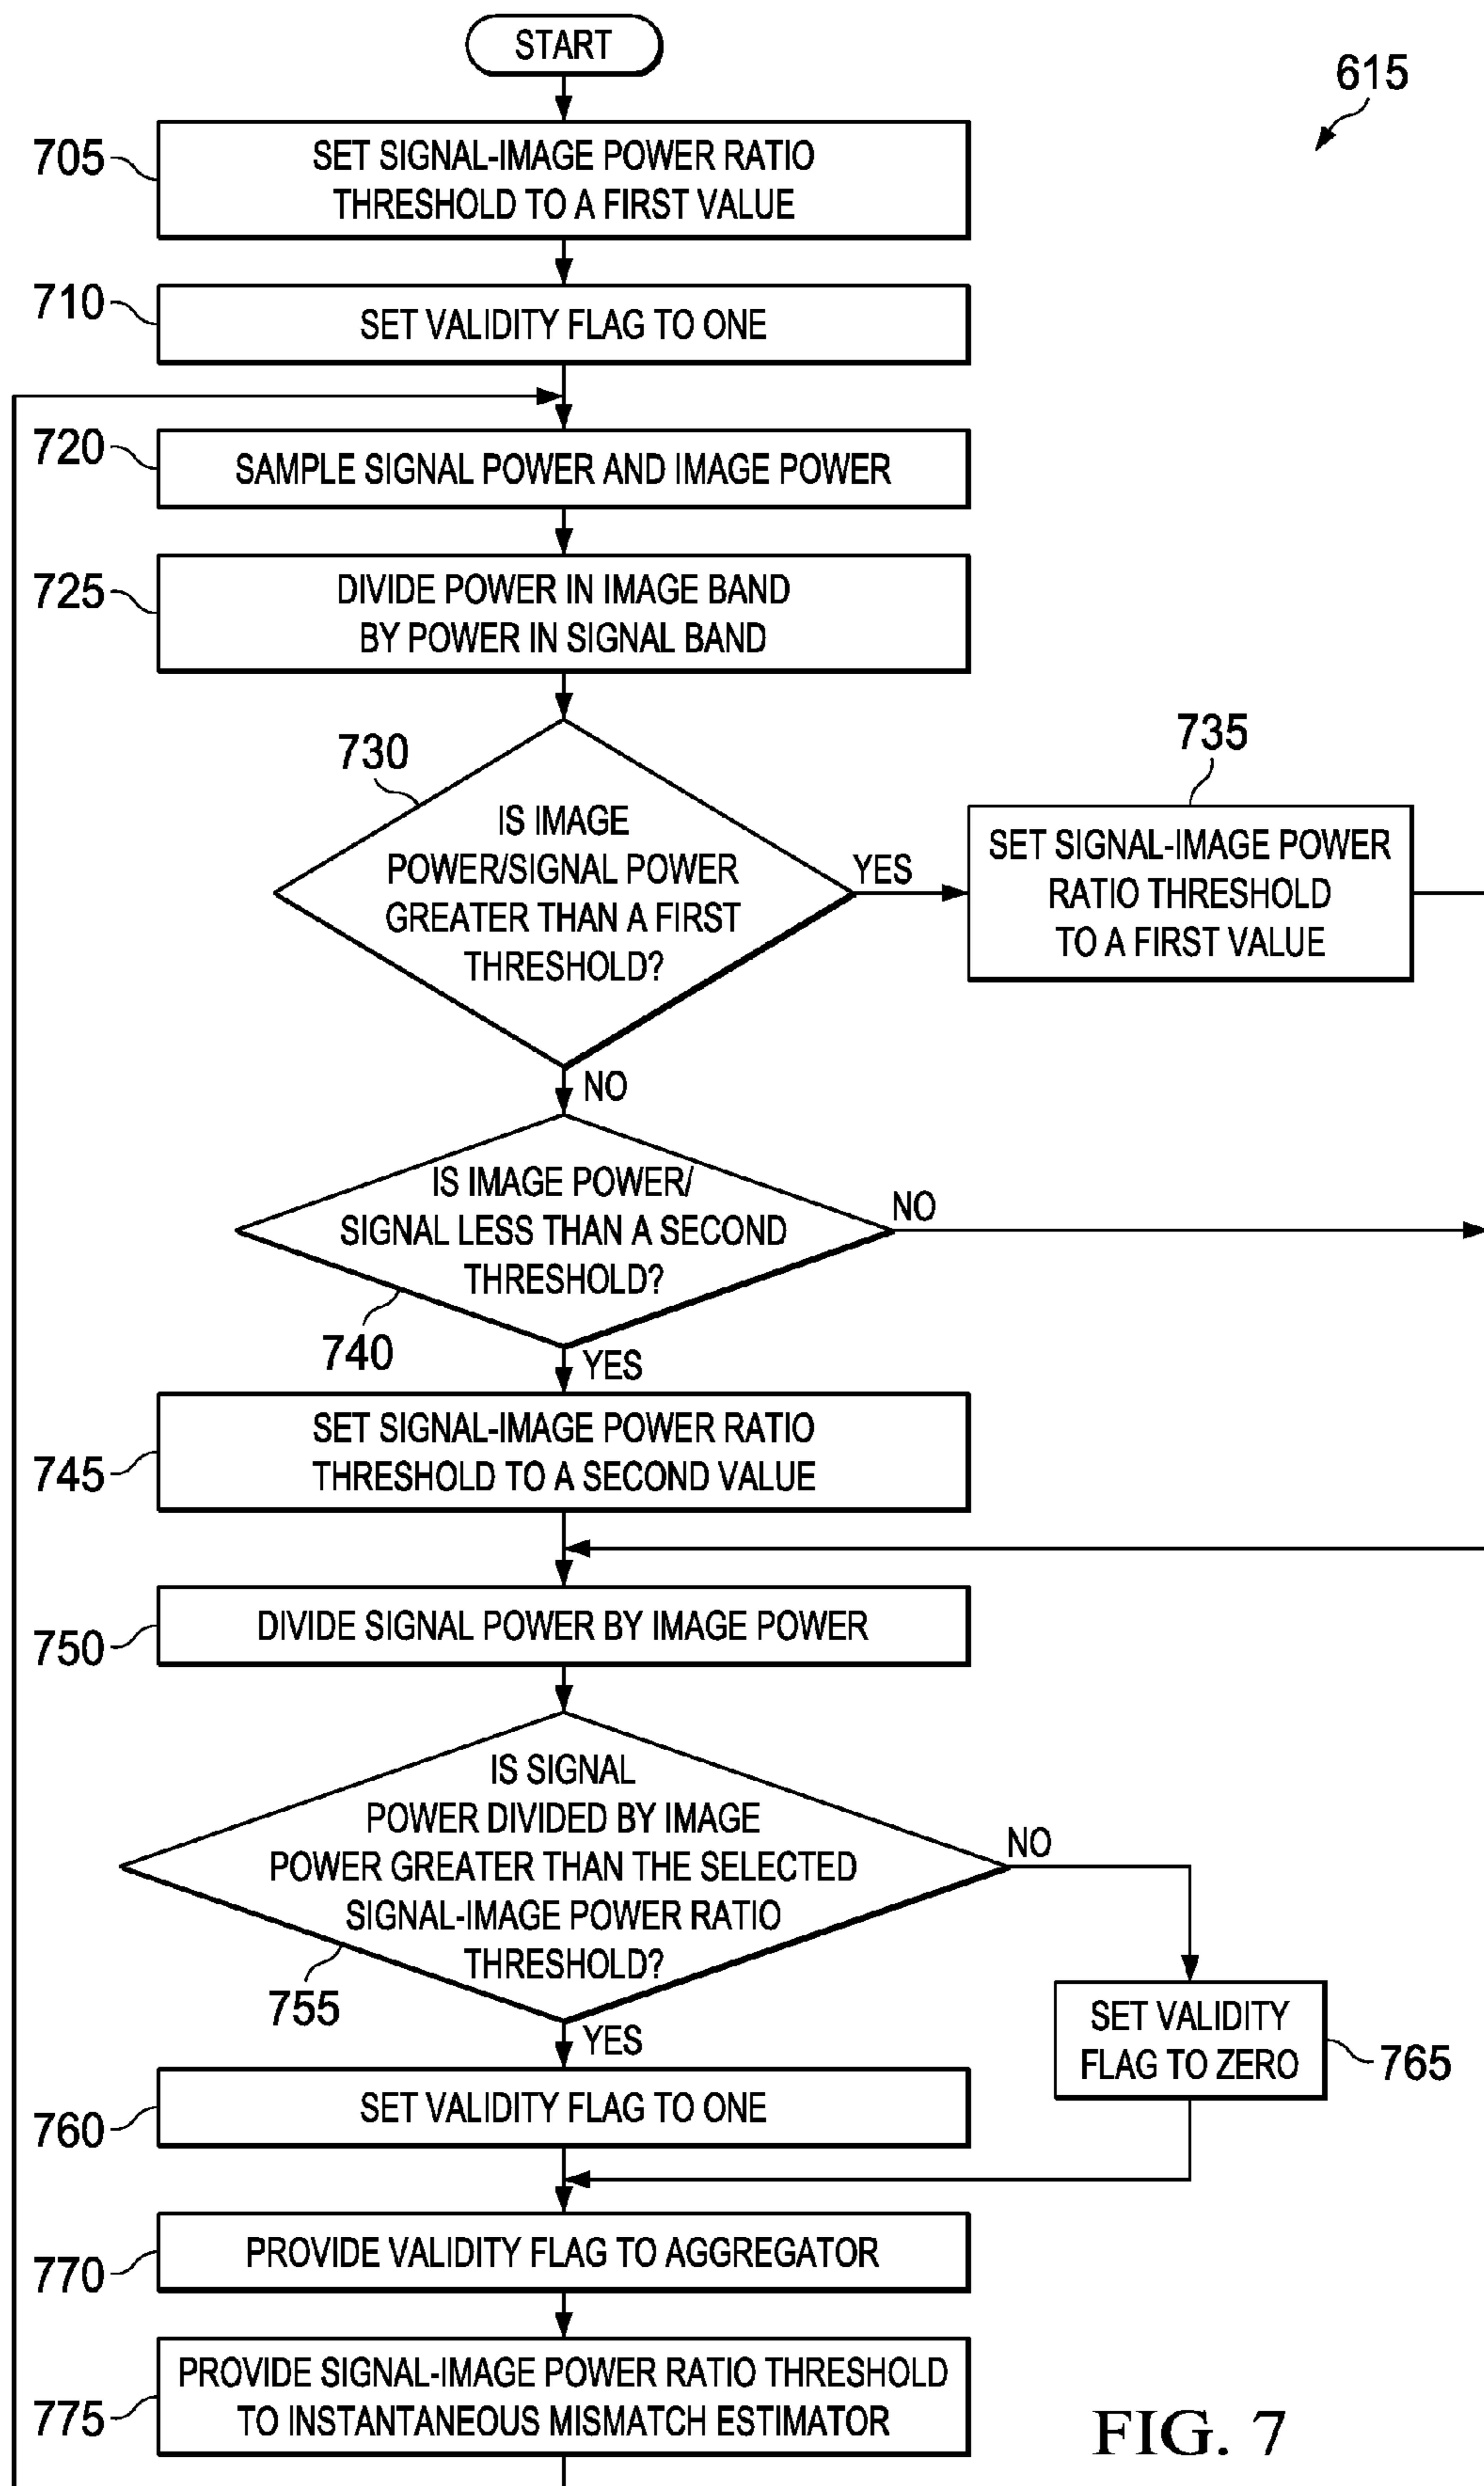 START
615
705
SET SIGNAL-IMAGE POWER RATIO
THRESHOLD TO A FIRST VALUE
710
SET VALIDITY FLAG TO ONE
720
SAMPLE SIGNAL POWER AND IMAGE POWER
725
DIVIDE POWER IN IMAGE BAND
BY POWER IN SIGNAL BAND
730
IS IMAGE
POWER/SIGNAL POWER
GREATER THAN A FIRST
THRESHOLD?
YES
735
SET SIGNAL-IMAGE POWER
RATIO THRESHOLD
TO A FIRST VALUE
NO
IS IMAGE POWER/
SIGNAL LESS THAN A SECOND
THRESHOLD?
NO
740
YES
745
SET SIGNAL-IMAGE POWER RATIO
THRESHOLD TO A SECOND VALUE
750
DIVIDE SIGNAL POWER BY IMAGE POWER
IS SIGNAL
POWER DIVIDED BY IMAGE
POWER GREATER THAN THE SELECTED
SIGNAL-IMAGE POWER RATIO
THRESHOLD?
NO
755
YES
SET VALIDITY
FLAG TO ZERO
765
760
SET VALIDITY FLAG TO ONE
770
PROVIDE VALIDITY FLAG TO AGGREGATOR
775
PROVIDE SIGNAL-IMAGE POWER RATIO THRESHOLD
TO INSTANTANEOUS MISMATCH ESTIMATOR
FIG. 7